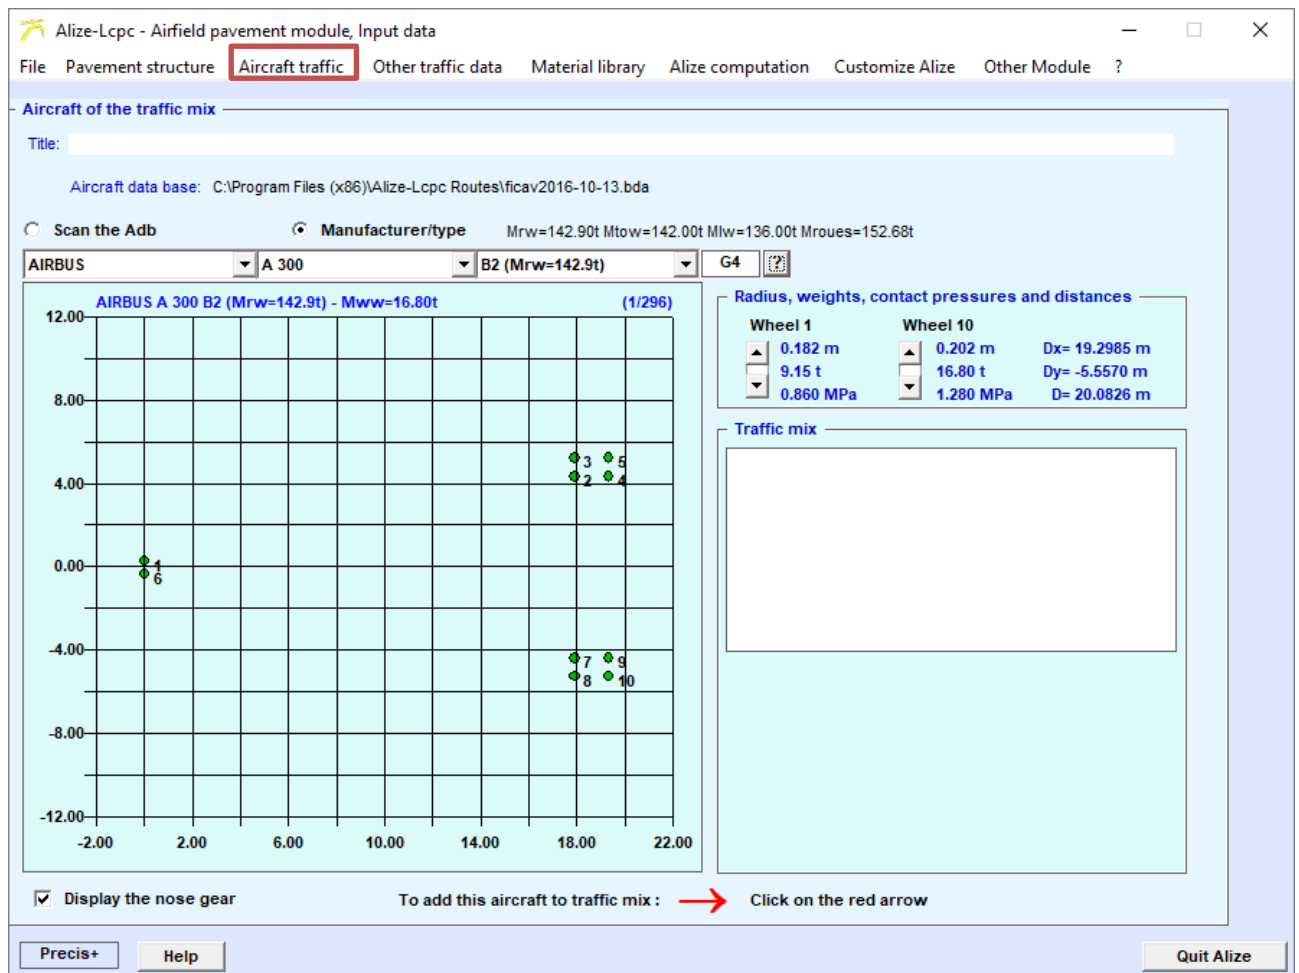 Alize-Lcpc - Airfield pavement module, Input data
File Pavement structure Aircraft traffic Other traffic data Material library Alize computation Customize Alize Other Module ?
Aircraft of the traffic mix
Title:
Aircraft data base: C:\Program Files (x86)\Alize-Lcpc Routes\ficav2016-10-13.bda
Scan the Adb Manufacturer/type Mrw=142.90t Mtow=142.00t Mlw=136.00t Mroues=152.68t
AIRBUS A 300 B2 (Mrw=142.9t) G4 ?
AIRBUS A 300 B2 (Mrw=142.9t) - Mww=16.80t (1/296)
12.00
8.00
3 5
4.00 2 4
0.00 1
6
-4.00 7 9
8 10
-8.00
-12.00
-2.00 2.00 6.00 10.00 14.00 18.00 22.00
Radius, weights, contact pressures and distances
Wheel 1 Wheel 10
0.182 m 0.202 m Dx= 19.2985 m
9.15 t 16.80 t Dy= -5.5570 m
0.860 MPa 1.280 MPa D= 20.0826 m
Traffic mix
Display the nose gear To add this aircraft to traffic mix : Click on the red arrow
Precis+ Help Quit Alize